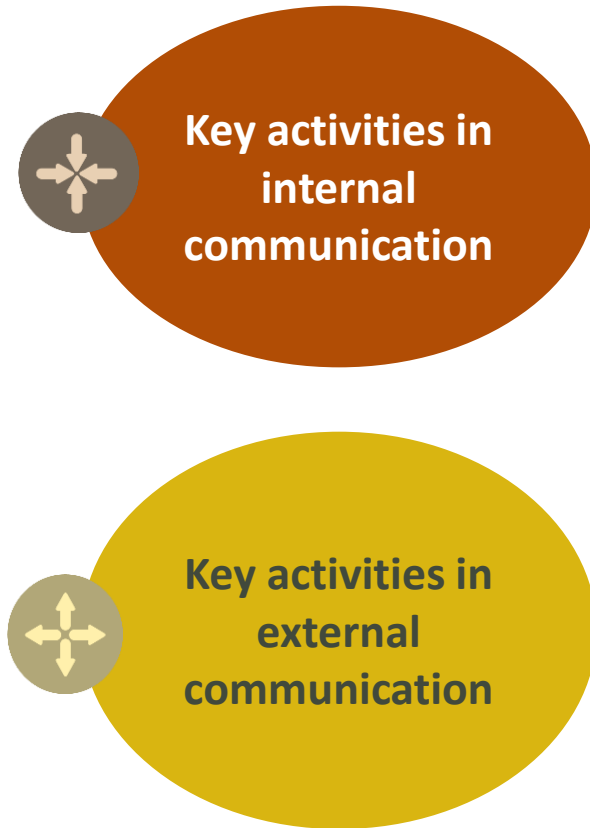 Key activities in
internal
communication
Key activities in
external
communication